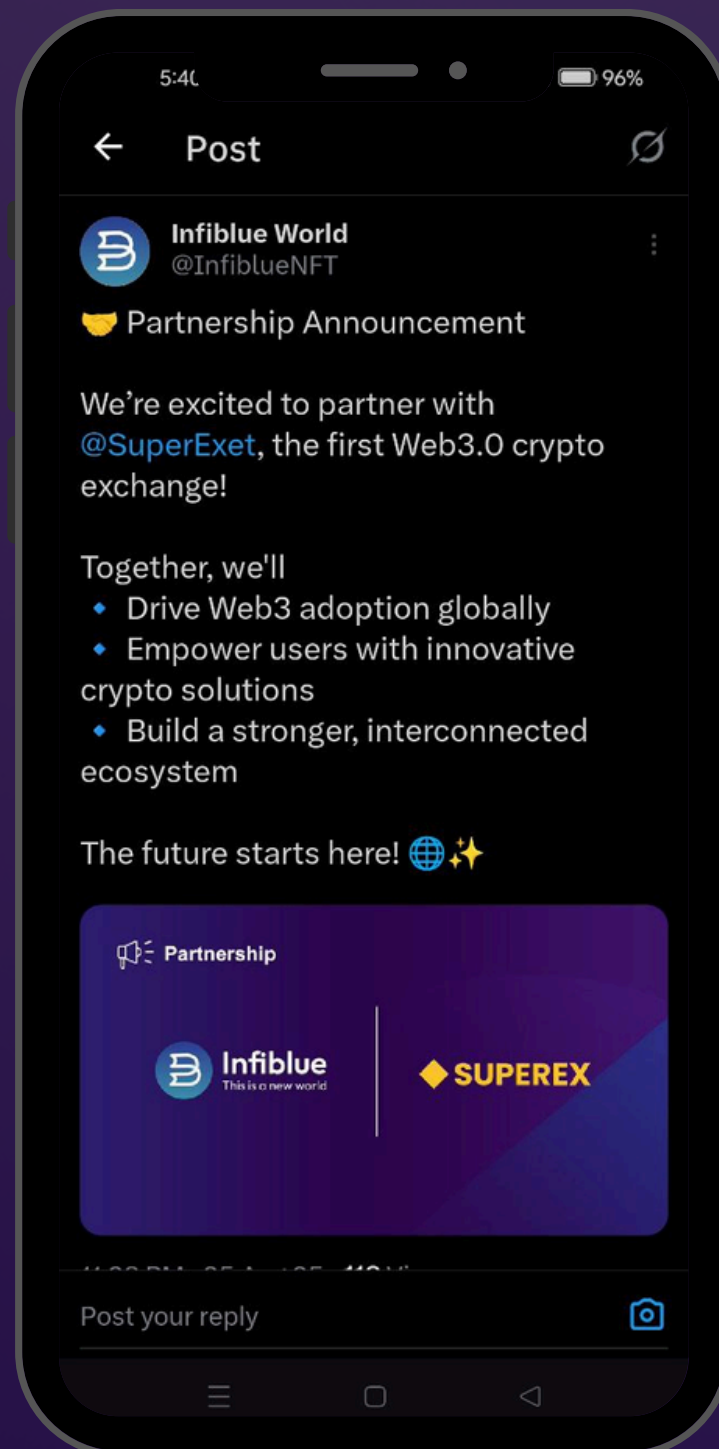 96%
Post
Infiblue World
@InfiblueNFT
🤝 Partnership Announcement
We’re excited to partner with
@SuperExet, the first Web3.0 crypto
exchange!
Together, we'll
🔹 Drive Web3 adoption globally
🔹 Empower users with innovative
crypto solutions
🔹 Build a stronger, interconnected
ecosystem
The future starts here! 🌐✨
Partnership
Infiblue
This is a new world
SUPEREX
Post your reply